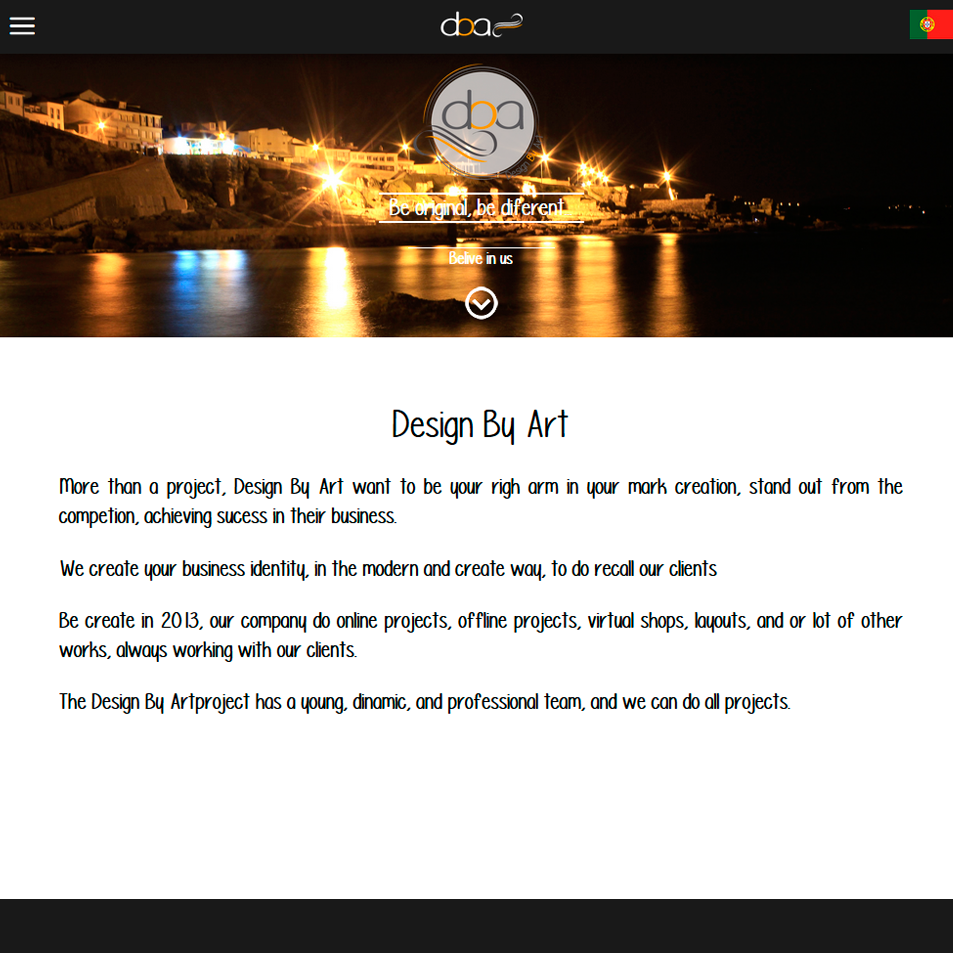 dba
dba
Be original, be diferent...
Belive in us
Design By Art
More than a project, Design By Art want to be your righ arm in your mark creation, stand out from the
competion, achieving sucess in their business.
We create your business identity, in the modern and create way, to do recall our clients
Be create in 2013, our company do online projects, offline projects, virtual shops, layouts, and or lot of other
works, always working with our clients.
The Design By Artproject has a young, dinamic, and professional team, and we can do all projects.